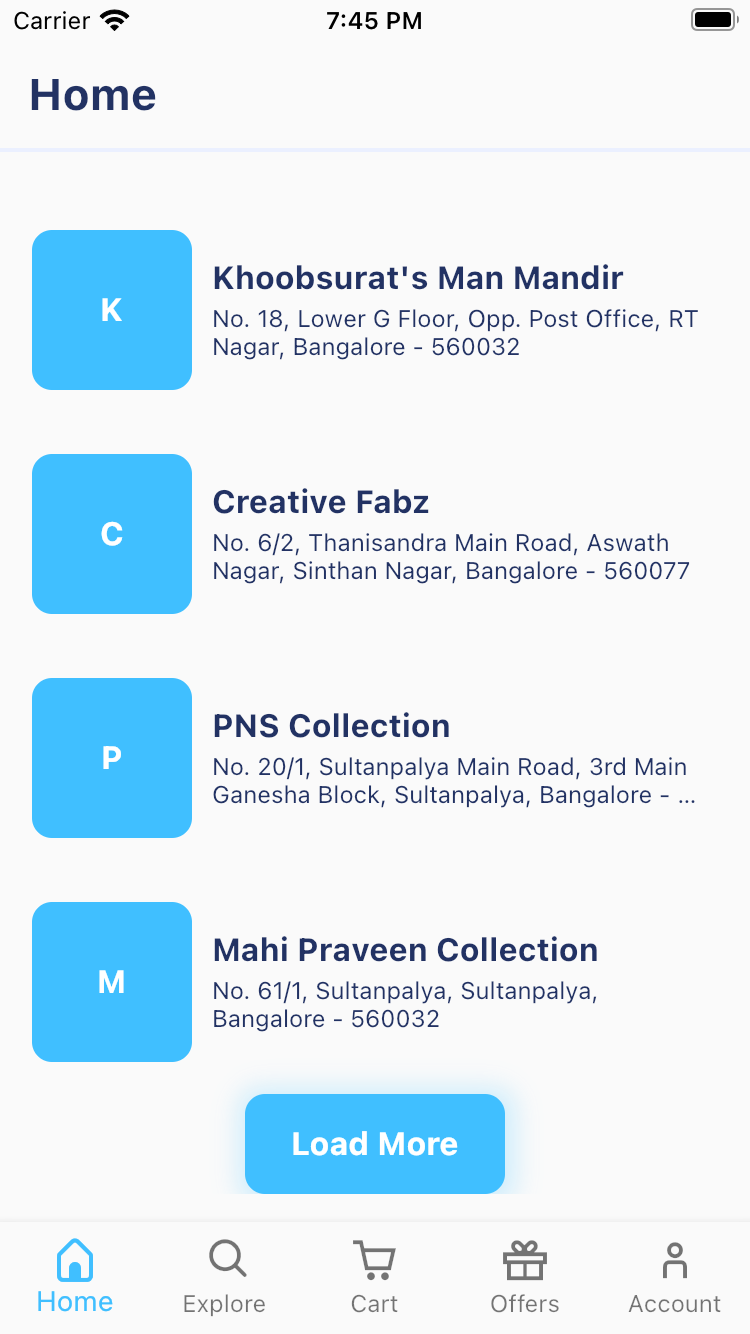 Carrier 7:45 PM
Home
K
Khoobsurat's Man Mandir
No. 18, Lower G Floor, Opp. Post Office, RT
Nagar, Bangalore - 560032
C
Creative Fabz
No. 6/2, Thanisandra Main Road, Aswath
Nagar, Sinthan Nagar, Bangalore - 560077
P
PNS Collection
No. 20/1, Sultanpalya Main Road, 3rd Main
Ganesha Block, Sultanpalya, Bangalore - ...
M
Mahi Praveen Collection
No. 61/1, Sultanpalya, Sultanpalya,
Bangalore - 560032
Load More
Home Explore Cart Offers Account